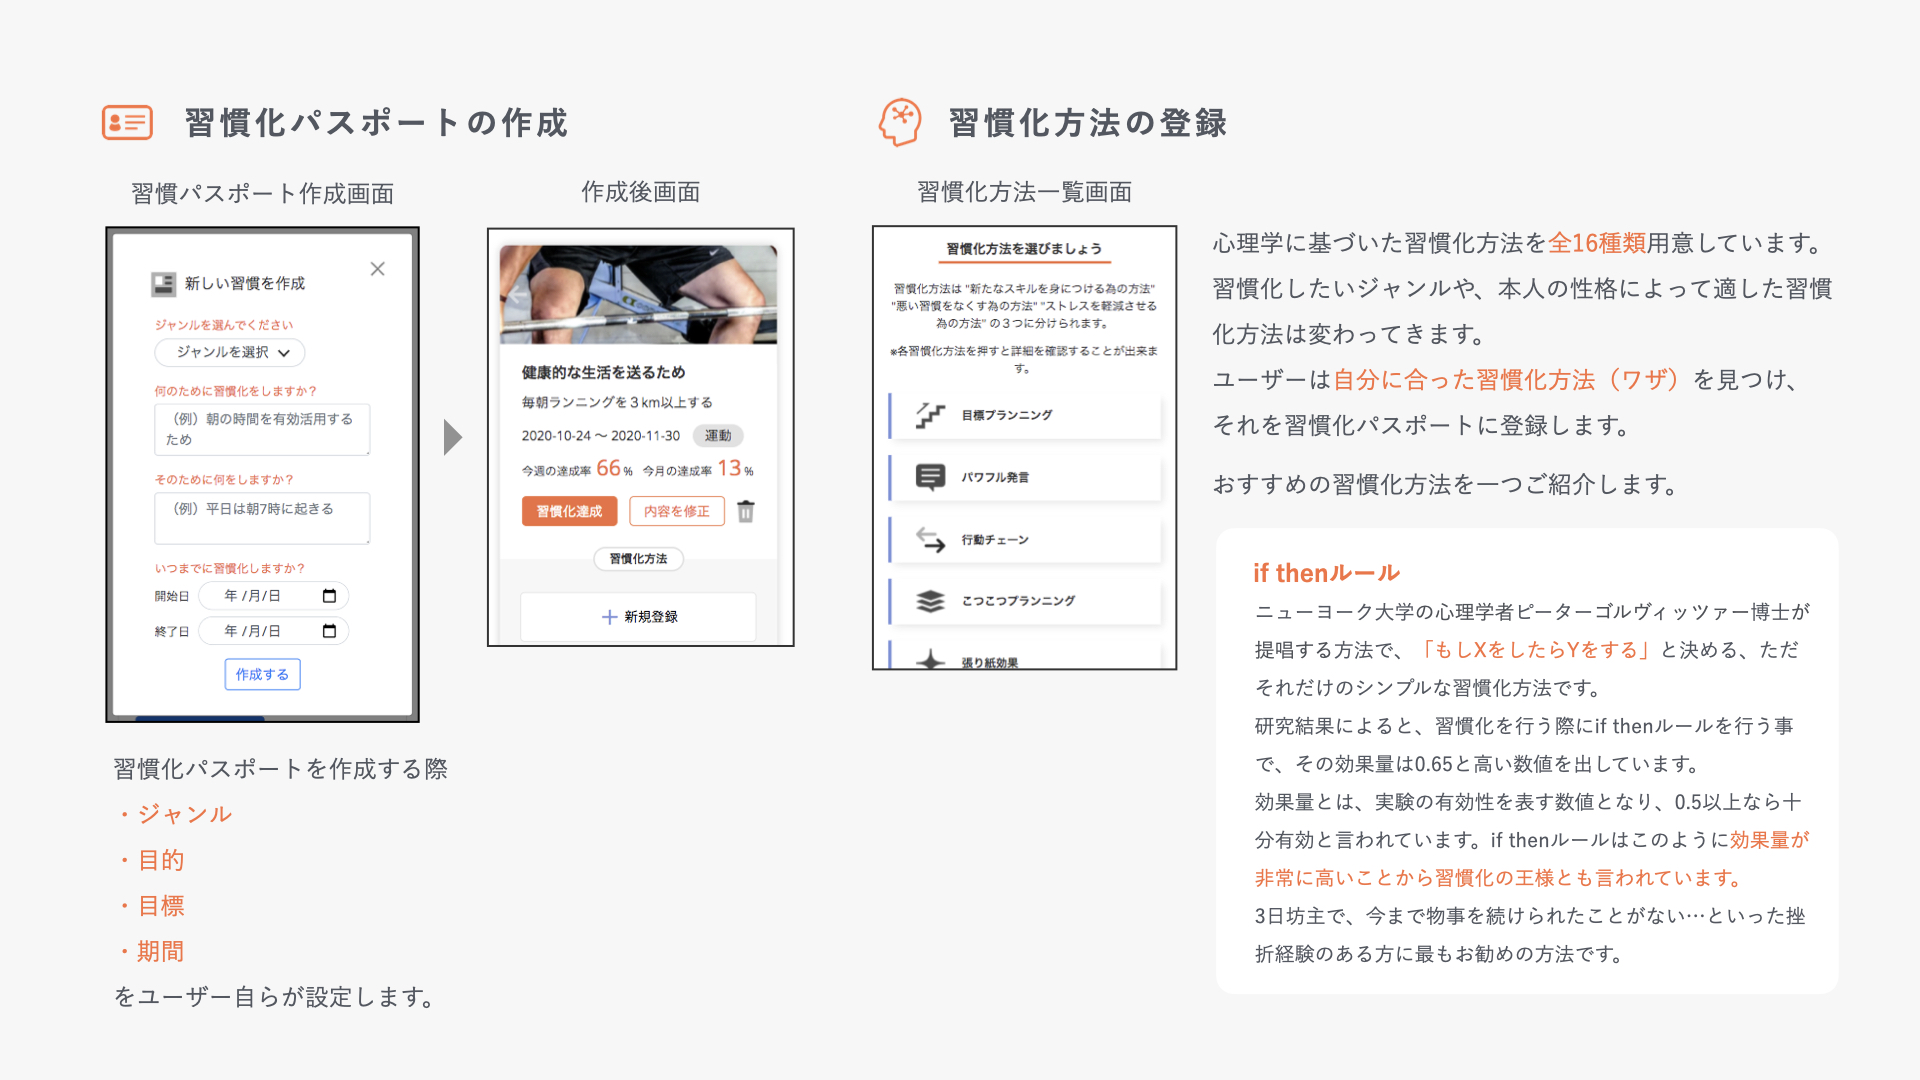 習慣化パスポートの作成
習慣パスポート作成画面
新しい習慣を作成
ジャンルを選んでください
ジャンルを選択
何のために習慣化をしますか？
（例）朝の時間を有効活用する
ため
そのために何をしますか？
（例）平日は朝7時に起きる
いつまでに習慣化しますか？
開始日 年 /月/日
終了日 年 /月/日
作成する
作成後画面
健康的な生活を送るため
毎朝ランニングを３km以上する
2020-10-24 〜 2020-11-30 運動
今週の達成率 66 % 今月の達成率 13 %
習慣化達成 内容を修正
習慣化方法
＋ 新規登録
習慣化パスポートを作成する際
・ジャンル
・目的
・目標
・期間
をユーザー自らが設定します。
習慣化方法の登録
習慣化方法一覧画面
習慣化方法を選びましょう
習慣化方法は "新たなスキルを身につける為の方法"
"悪い習慣をなくす為の方法" "ストレスを軽減させる
為の方法" の３つに分けられます。
※各習慣化方法を押すと詳細を確認することが出来ま
す。
目標プランニング
パワフル発言
行動チェーン
こつこつプランニング
張り紙効果
心理学に基づいた習慣化方法を全16種類用意しています。
習慣化したいジャンルや、本人の性格によって適した習慣
化方法は変わってきます。
ユーザーは自分に合った習慣化方法（ワザ）を見つけ、
それを習慣化パスポートに登録します。
おすすめの習慣化方法を一つご紹介します。
if thenルール
ニューヨーク大学の心理学者ピーターゴルヴィッツァー博士が
提唱する方法で、「もしXをしたらYをする」と決める、ただ
それだけのシンプルな習慣化方法です。
研究結果によると、習慣化を行う際にif thenルールを行う事
で、その効果量は0.65と高い数値を出しています。
効果量とは、実験の有効性を表す数値となり、0.5以上なら十
分有効と言われています。if thenルールはこのように効果量が
非常に高いことから習慣化の王様とも言われています。
3日坊主で、今まで物事を続けられたことがない…といった挫
折経験のある方に最もお勧めの方法です。